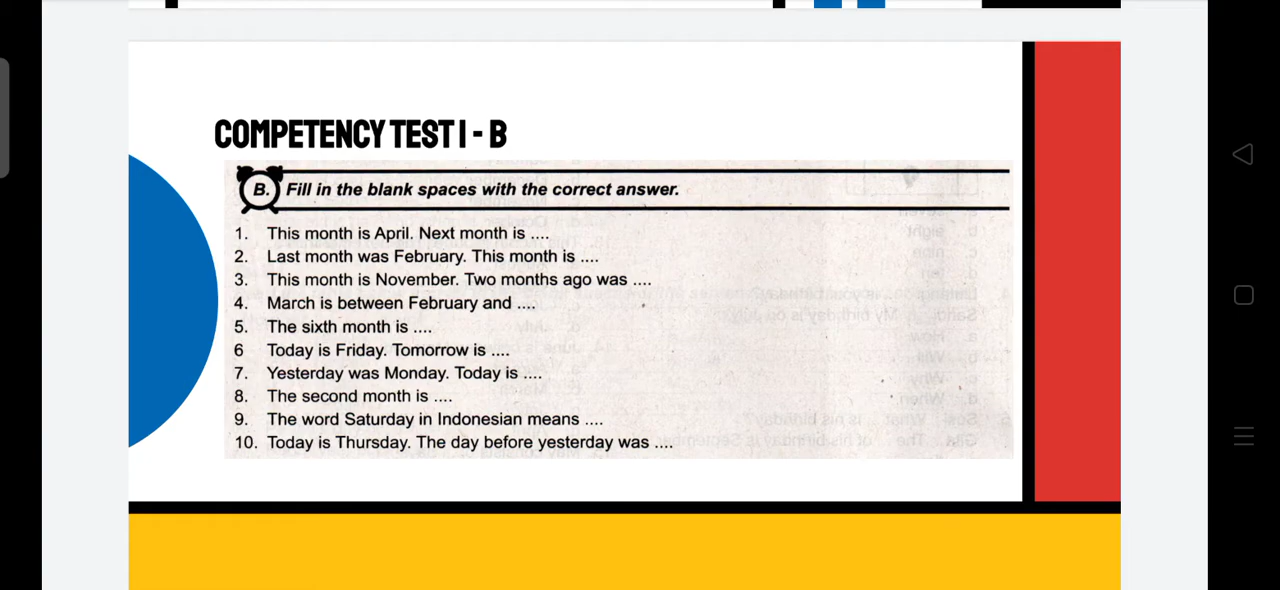 COMPETENCY TEST I - B
B. Fill in the blank spaces with the correct answer.
1. This month is April. Next month is ....
2. Last month was February. This month is ....
3. This month is November. Two months ago was ....
4. March is between February and ....
5. The sixth month is ....
6 Today is Friday. Tomorrow is ....
7. Yesterday was Monday. Today is ....
8. The second month is ....
9. The word Saturday in Indonesian means ....
10. Today is Thursday. The day before yesterday was ....